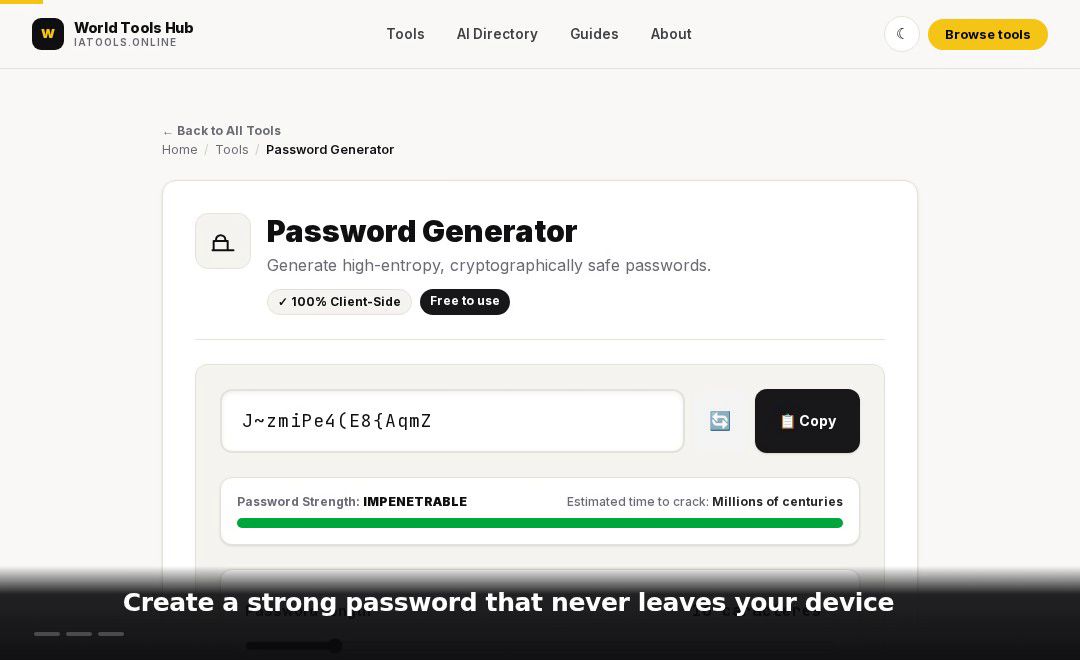 W
World Tools Hub
IATOOLS.ONLINE
Tools
AI Directory
Guides
About
Browse tools
← Back to All Tools
Home / Tools / Password Generator
Password Generator
Generate high-entropy, cryptographically safe passwords.
✓ 100% Client-Side
Free to use
J~zmiPe4(E8{AqmZ
Copy
Password Strength: IMPENETRABLE
Estimated time to crack: Millions of centuries
Create a strong password that never leaves your device